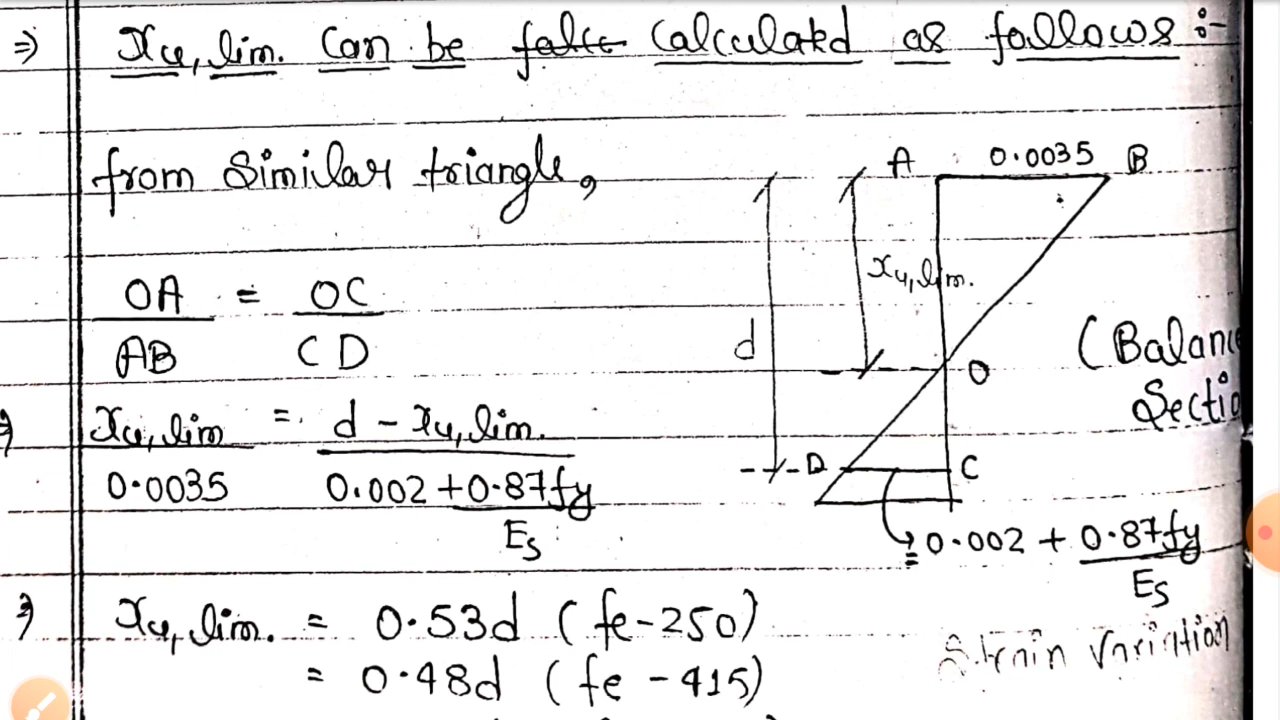 ⇒ xu, lim. Can be calculated as follows :-
from Similar triangle,
A 0.0035 B
xu, lim.
OA = OC
AB CD
d
O
(Balance
Sectio
xu, lim = d - xu, lim.
0.0035 0.002 + 0.87fy
Es
D C
0.002 + 0.87fy
Es
⇒ xu, lim. = 0.53d (fe-250)
= 0.48d (fe - 415)
Strain Variation